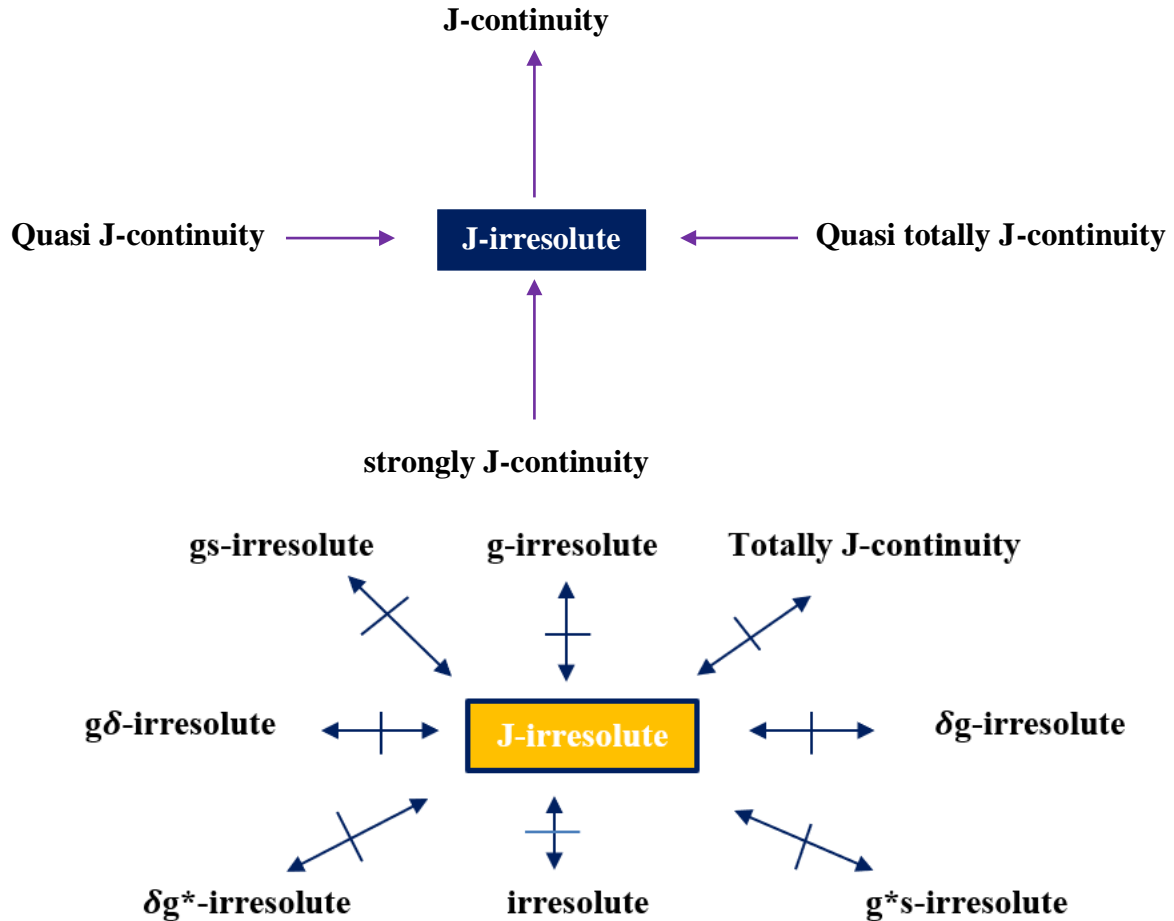 J-continuity
Quasi J-continuity
J-irresolute
Quasi totally J-continuity
strongly J-continuity
gs-irresolute
g-irresolute
Totally J-continuity
gδ-irresolute
J-irresolute
δg-irresolute
δg*-irresolute
irresolute
g*s-irresolute